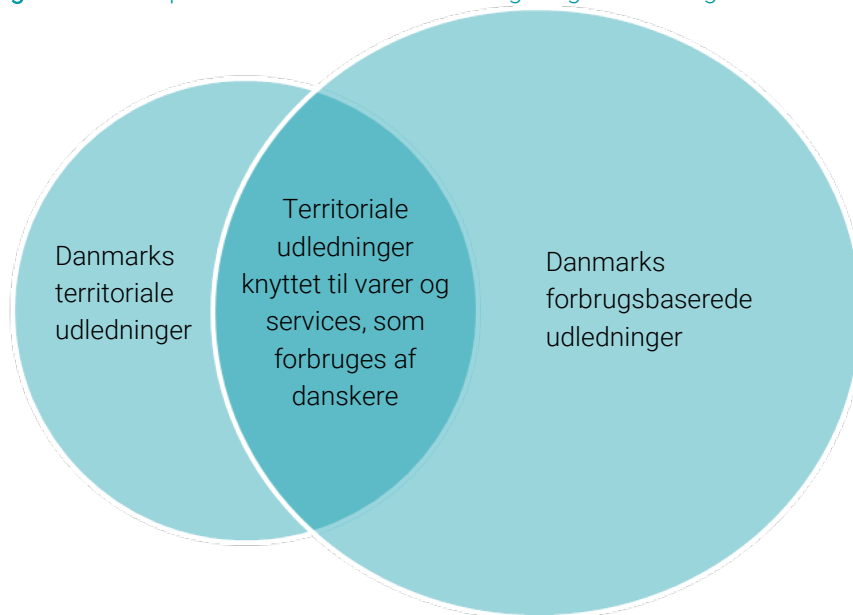 Danmarks
territoriale
udledninger
Territoriale
udledninger
knyttet til varer og
services, som
forbruges af
danskere
Danmarks
forbrugsbaserede
udledninger